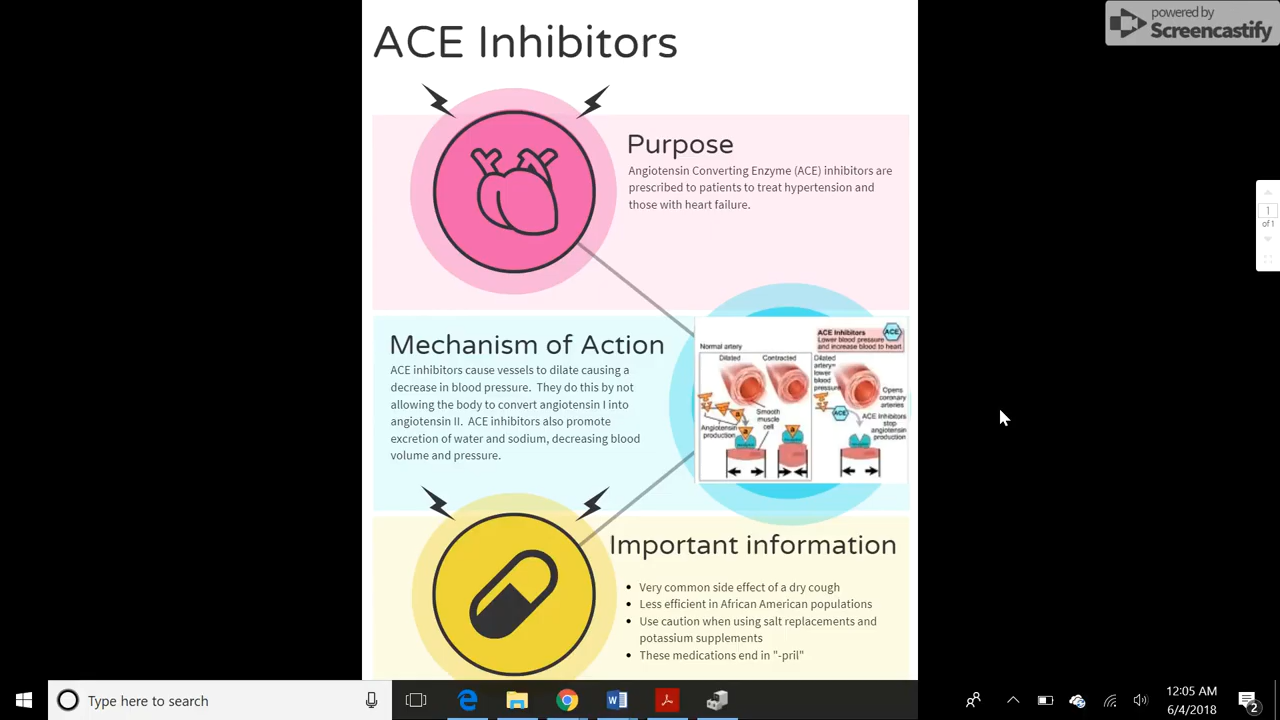 powered by
Screencastify
ACE Inhibitors
Purpose
Angiotensin Converting Enzyme (ACE) inhibitors are
prescribed to patients to treat hypertension and
those with heart failure.
1
of 1
Mechanism of Action
ACE inhibitors cause vessels to dilate causing a
decrease in blood pressure.  They do this by not
allowing the body to convert angiotensin I into
angiotensin II.  ACE inhibitors also promote
excretion of water and sodium, decreasing blood
volume and pressure.
Normal artery
Dilated
Contracted
Smooth
muscle
cell
Angiotensin
production
ACE Inhibitors
Lower blood pressure
and increase blood to heart
ACE
Dilated
artery=
lower
blood
pressure
Opens
coronary
arteries
ACE
ACE Inhibitors
stop
angiotensin
production
Important information
Very common side effect of a dry cough
Less efficient in African American populations
Use caution when using salt replacements and
potassium supplements
These medications end in "-pril"
Type here to search
12:05 AM
6/4/2018
2